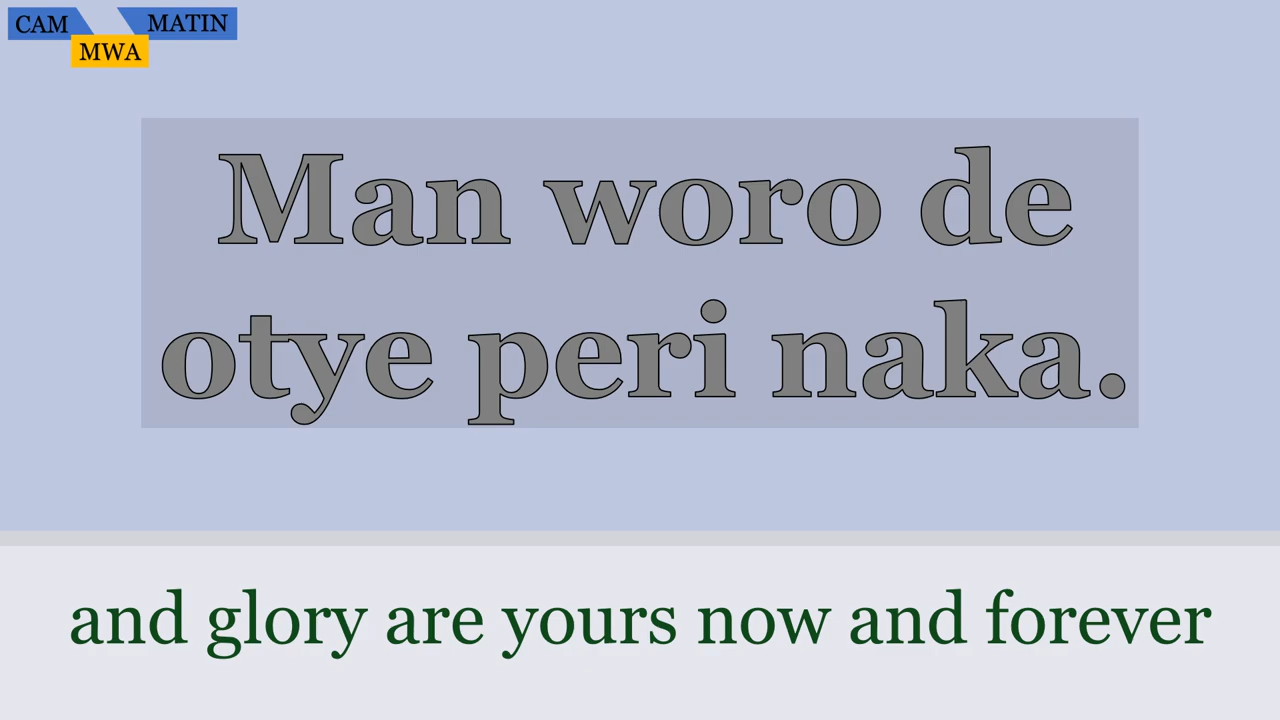 CAM MATIN
MWA
Man woro de
otye peri naka.
and glory are yours now and forever